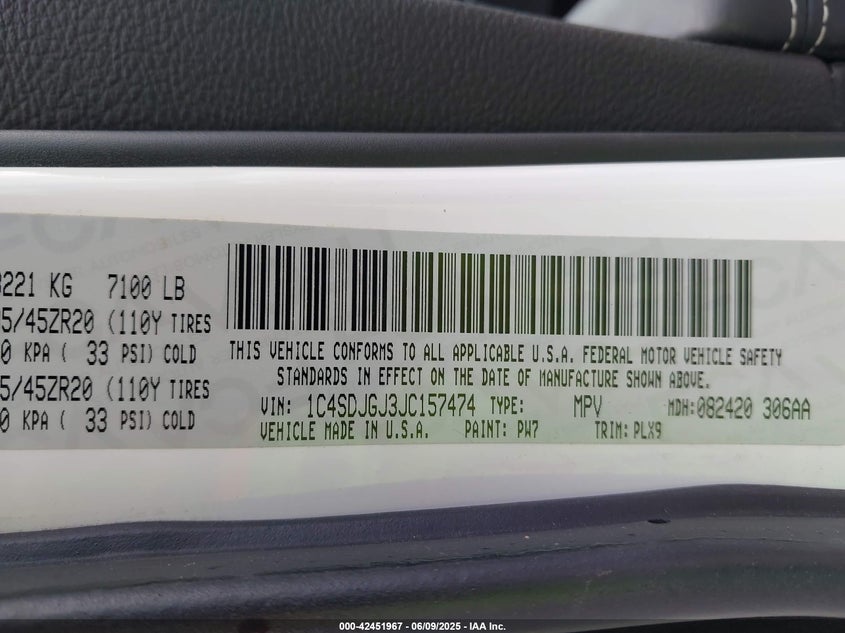 3221 KG 7100 LB
5/45ZR20 (110Y TIRES
0 KPA ( 33 PSI) COLD
5/45ZR20 (110Y TIRES
0 KPA ( 33 PSI) COLD
THIS VEHICLE CONFORMS TO ALL APPLICABLE U.S.A. FEDERAL MOTOR VEHICLE SAFETY
STANDARDS IN EFFECT ON THE DATE OF MANUFACTURE SHOWN ABOVE.
VIN: 1C4SDJGJ3JC157474 TYPE: MPV MDH: 082420 306AA
VEHICLE MADE IN U.S.A. PAINT: PW7 TRIM: PLX9
000-42451967 - 06/09/2025 - IAA Inc.